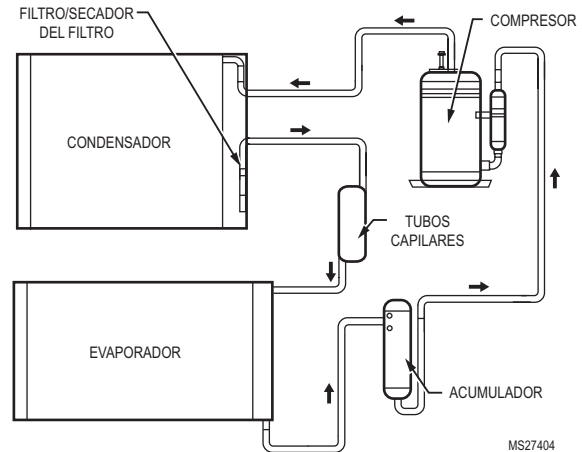 FILTRO/SECADOR
DEL FILTRO
COMPRESOR
CONDENSADOR
TUBOS
CAPILARES
EVAPORADOR
ACUMULADOR
MS27404